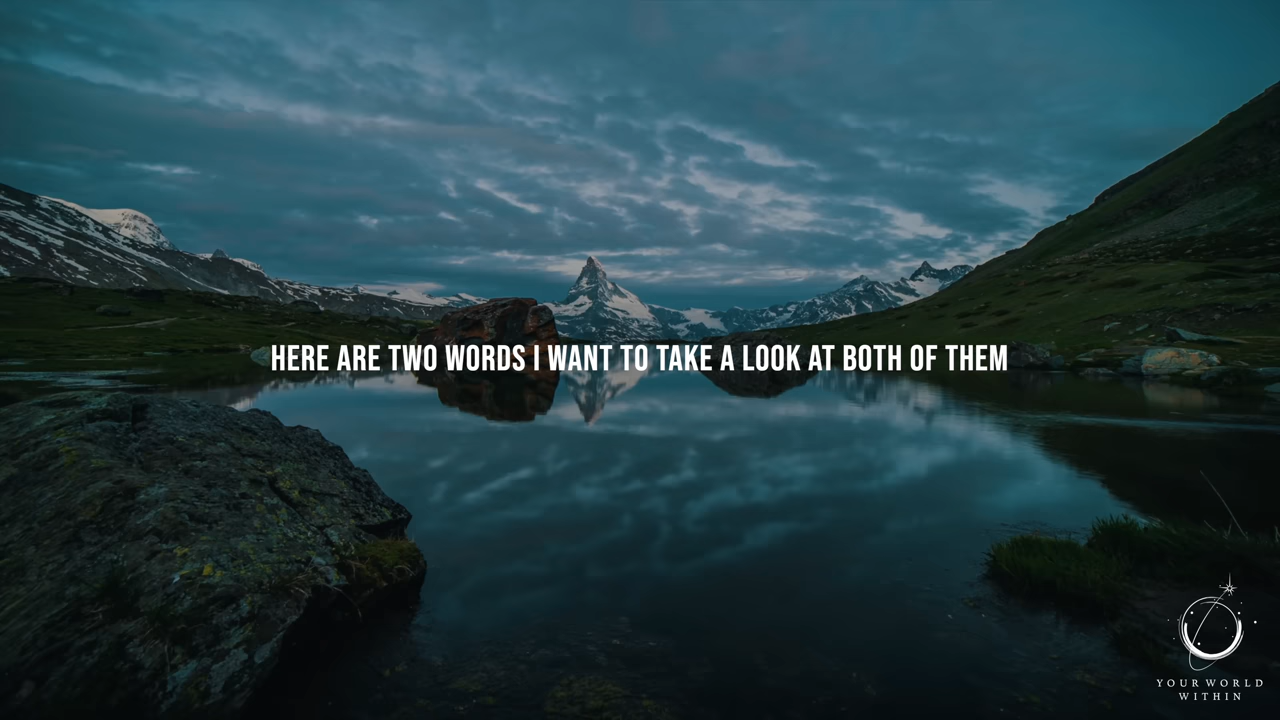 HERE ARE TWO WORDS I WANT TO TAKE A LOOK AT BOTH OF THEM
YOUR WORLD
WITHIN